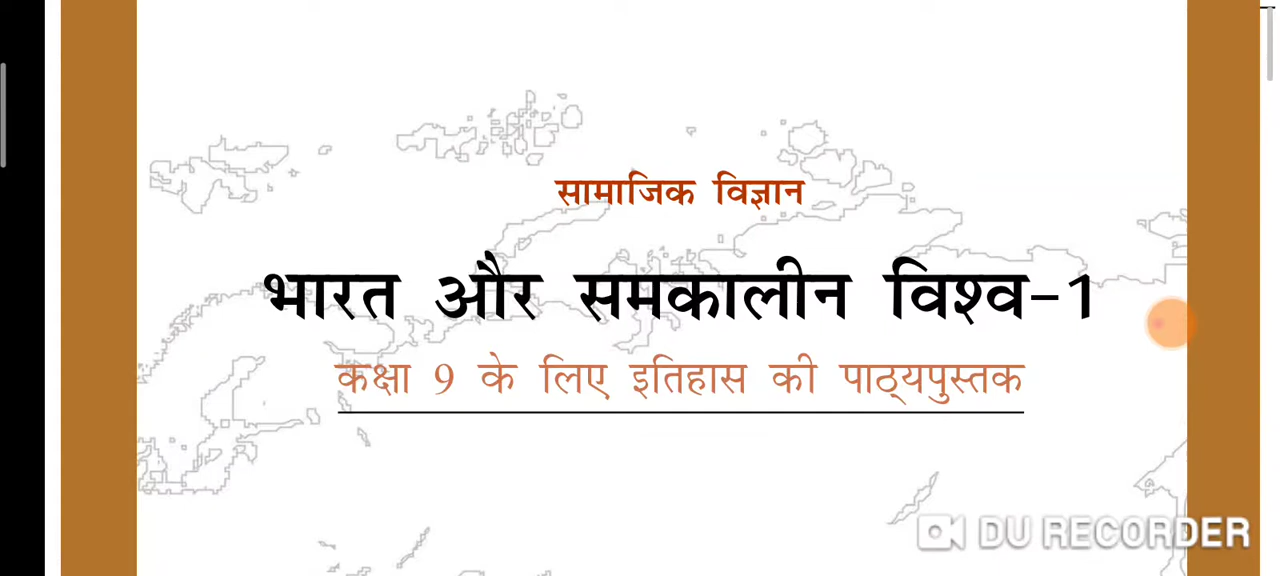 सामाजिक विज्ञान
भारत और समकालीन विश्व-1
कक्षा 9 के लिए इतिहास की पाठ्यपुस्तक
DU RECORDER